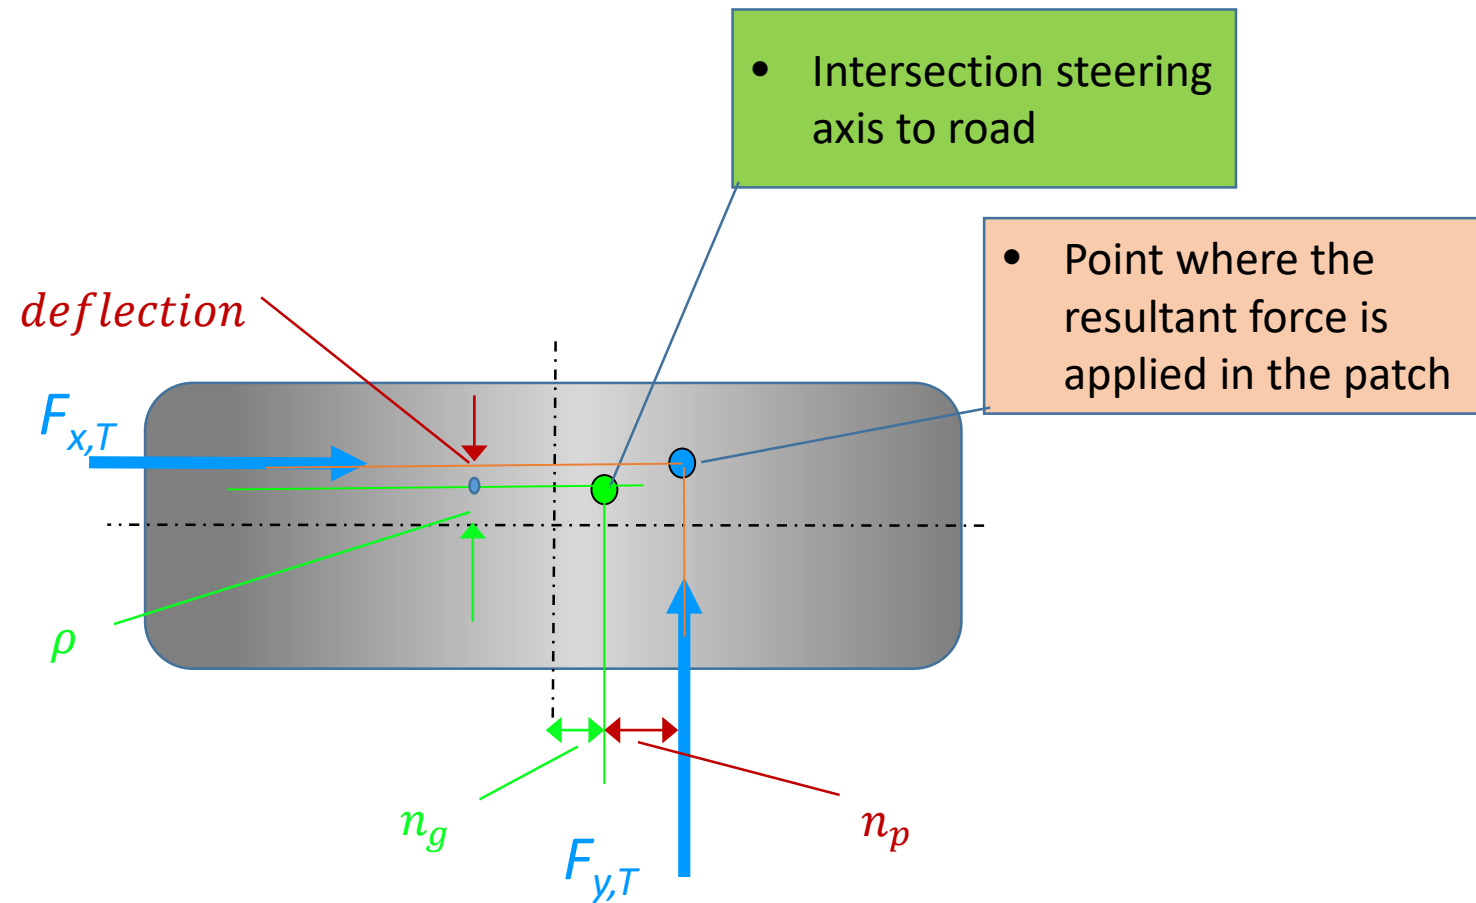 • Intersection steering
axis to road
• Point where the
resultant force is
applied in the patch
deflection
F_{x,T}
ρ
n_g
n_p
F_{y,T}